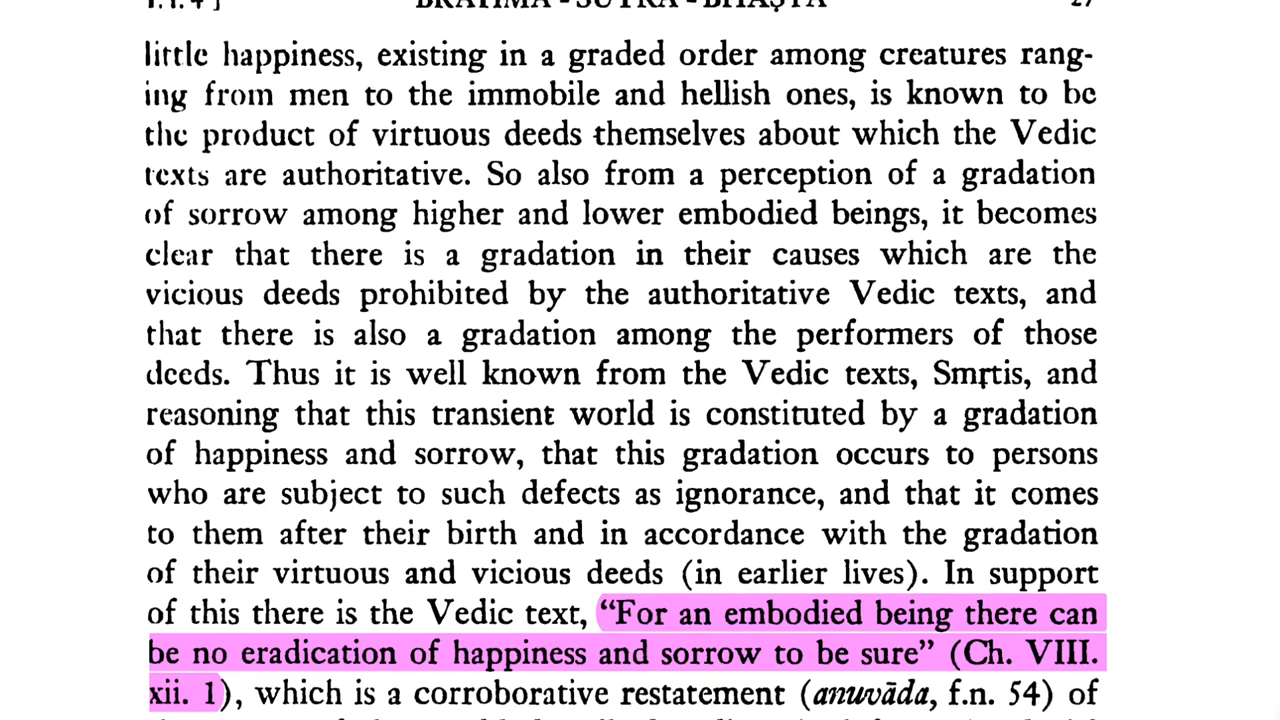 BRAHMA-SŪTRA-BHĀṢYA 27
little happiness, existing in a graded order among creatures rang-
ing from men to the immobile and hellish ones, is known to be
the product of virtuous deeds themselves about which the Vedic
texts are authoritative. So also from a perception of a gradation
of sorrow among higher and lower embodied beings, it becomes
clear that there is a gradation in their causes which are the
vicious deeds prohibited by the authoritative Vedic texts, and
that there is also a gradation among the performers of those
deeds. Thus it is well known from the Vedic texts, Smṛtis, and
reasoning that this transient world is constituted by a gradation
of happiness and sorrow, that this gradation occurs to persons
who are subject to such defects as ignorance, and that it comes
to them after their birth and in accordance with the gradation
of their virtuous and vicious deeds (in earlier lives). In support
of this there is the Vedic text, “For an embodied being there can
be no eradication of happiness and sorrow to be sure” (Ch. VIII.
xii. 1), which is a corroborative restatement (anuvāda, f.n. 54) of